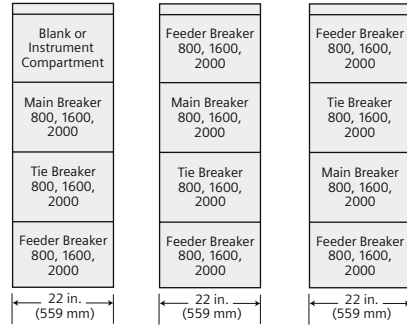 Blank or
Instrument
Compartment
Main Breaker
800, 1600,
2000
Tie Breaker
800, 1600,
2000
Feeder Breaker
800, 1600,
2000
22 in.
(559 mm)
Feeder Breaker
800, 1600,
2000
Main Breaker
800, 1600,
2000
Tie Breaker
800, 1600,
2000
Feeder Breaker
800, 1600,
2000
22 in.
(559 mm)
Feeder Breaker
800, 1600,
2000
Tie Breaker
800, 1600,
2000
Main Breaker
800, 1600,
2000
Feeder Breaker
800, 1600,
2000
22 in.
(559 mm)